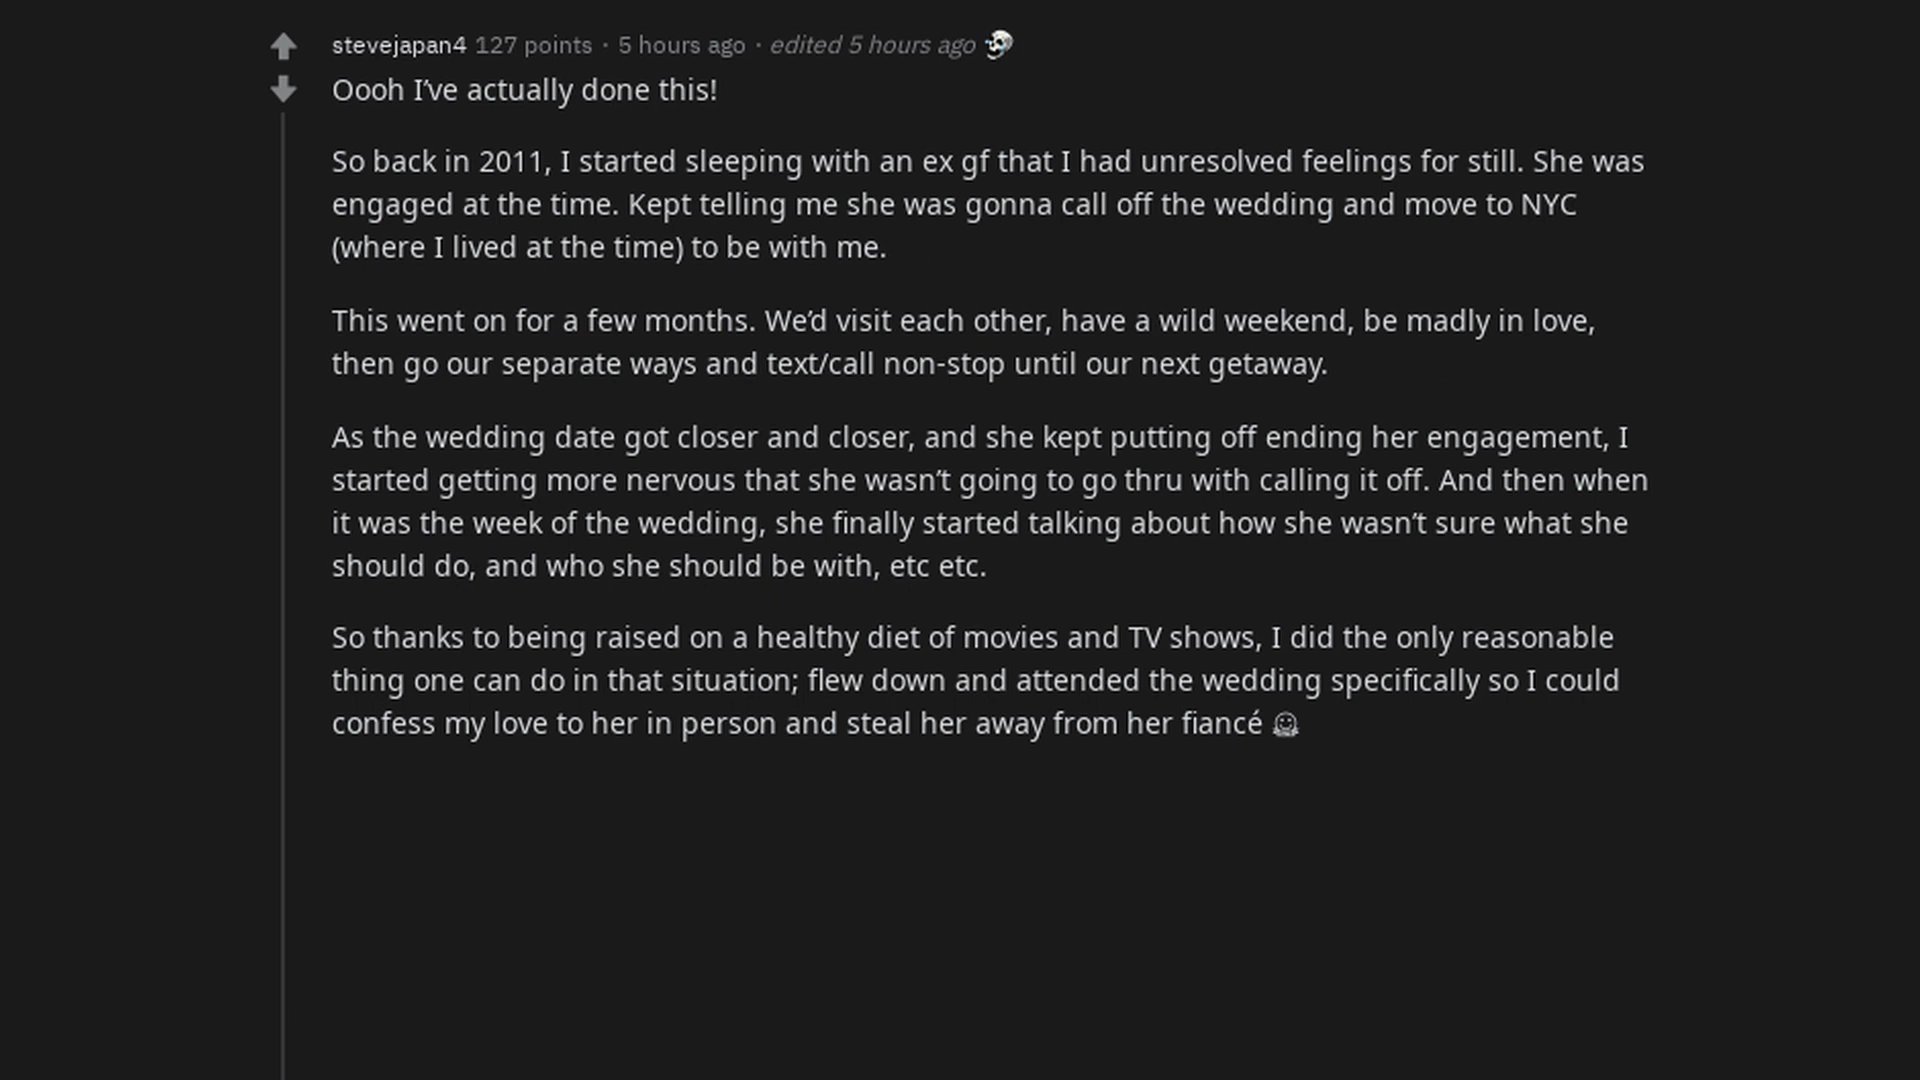 stevejapan4 127 points · 5 hours ago · edited 5 hours ago
Oooh I’ve actually done this!
So back in 2011, I started sleeping with an ex gf that I had unresolved feelings for still. She was
engaged at the time. Kept telling me she was gonna call off the wedding and move to NYC
(where I lived at the time) to be with me.
This went on for a few months. We’d visit each other, have a wild weekend, be madly in love,
then go our separate ways and text/call non-stop until our next getaway.
As the wedding date got closer and closer, and she kept putting off ending her engagement, I
started getting more nervous that she wasn’t going to go thru with calling it off. And then when
it was the week of the wedding, she finally started talking about how she wasn’t sure what she
should do, and who she should be with, etc etc.
So thanks to being raised on a healthy diet of movies and TV shows, I did the only reasonable
thing one can do in that situation; flew down and attended the wedding specifically so I could
confess my love to her in person and steal her away from her fiancé 🤗